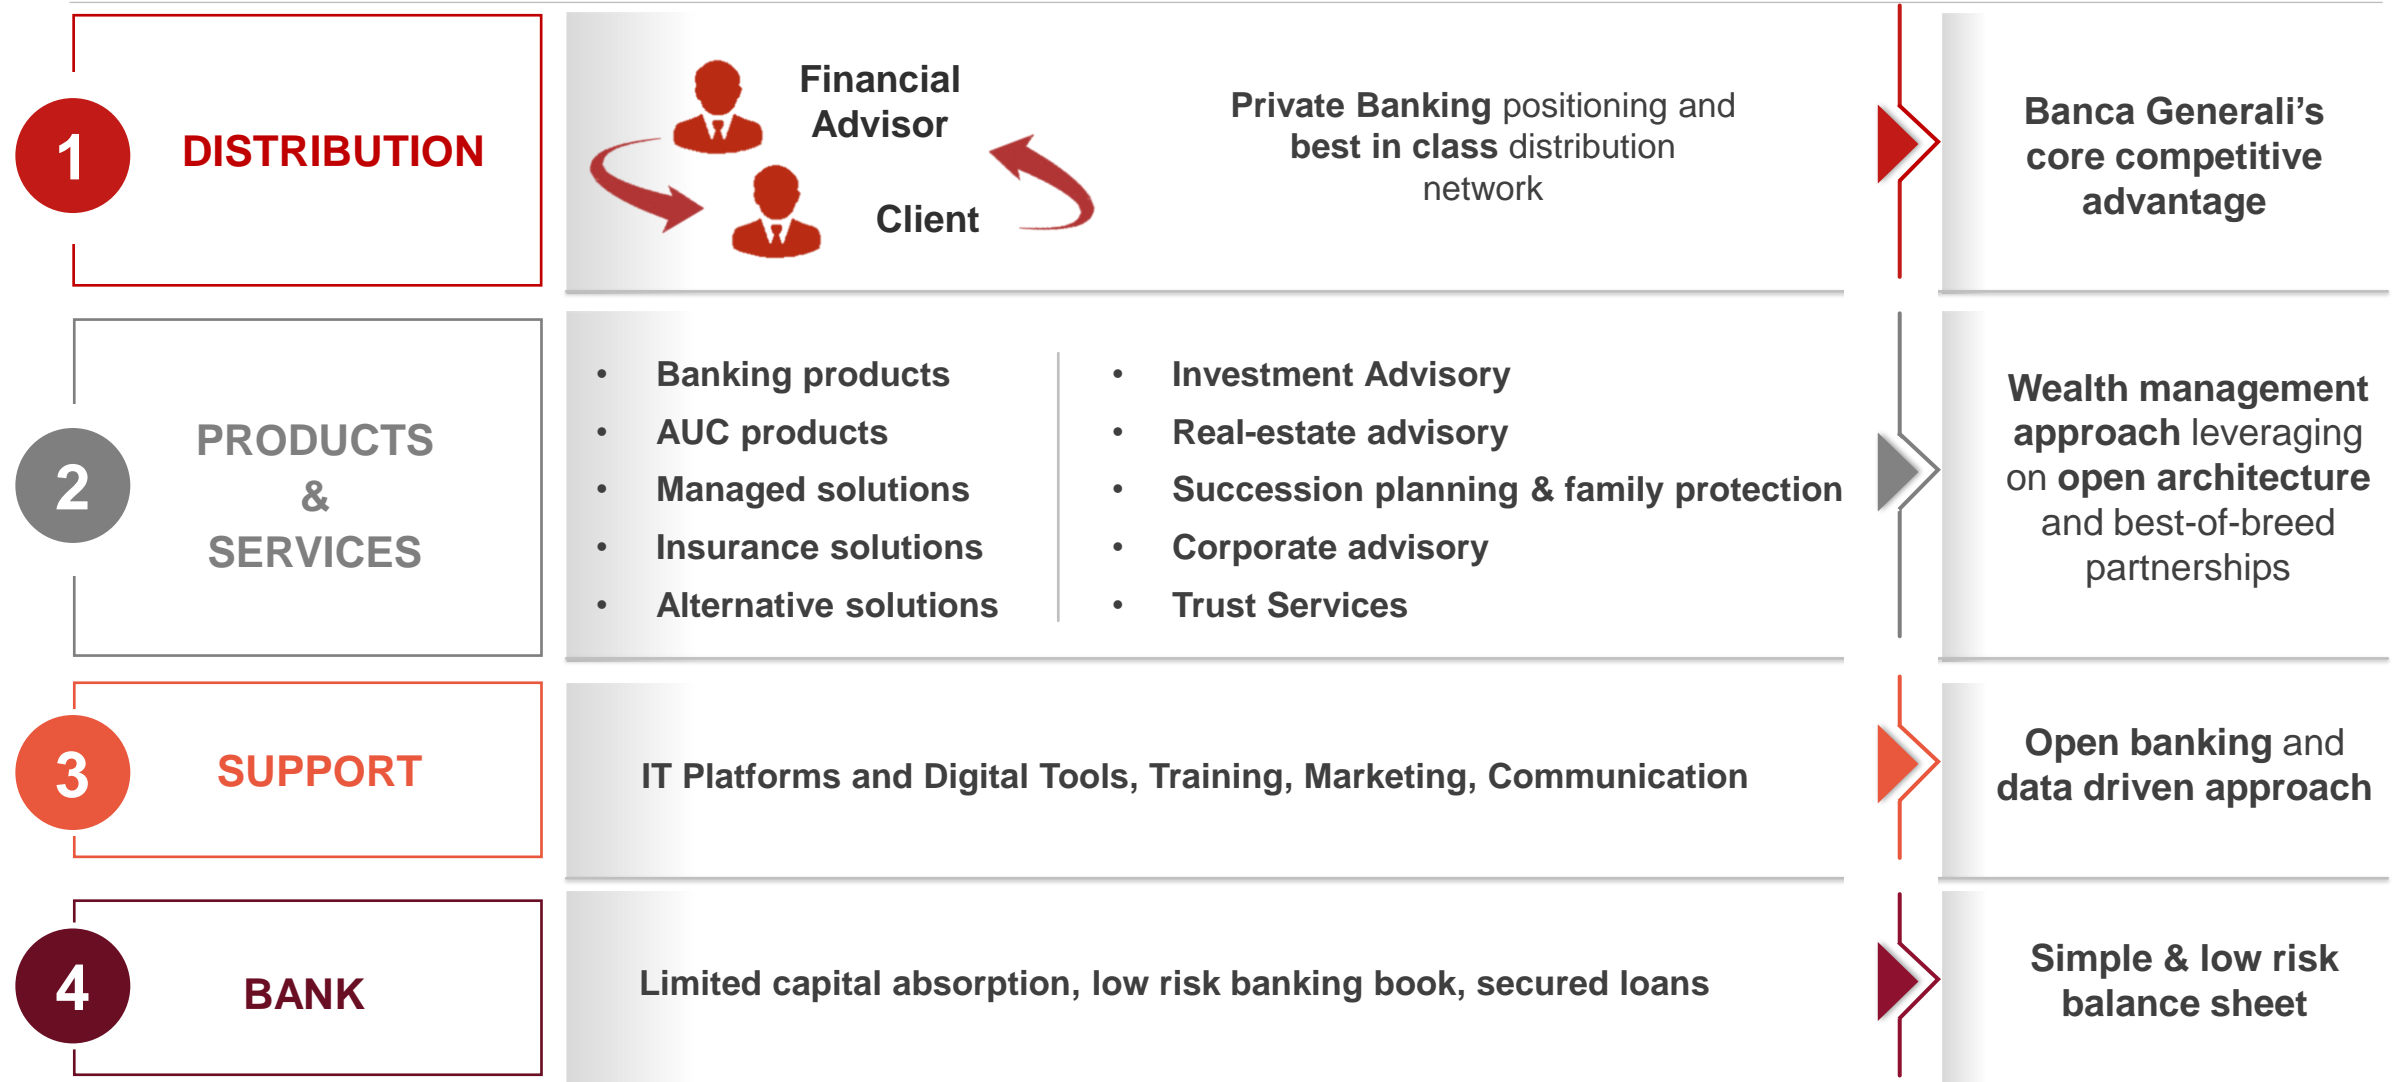 1
DISTRIBUTION
Financial
Advisor
Client
Private Banking positioning and
best in class distribution
network
Banca Generali’s
core competitive
advantage
2
PRODUCTS
&
SERVICES
• Banking products
• AUC products
• Managed solutions
• Insurance solutions
• Alternative solutions
• Investment Advisory
• Real-estate advisory
• Succession planning & family protection
• Corporate advisory
• Trust Services
Wealth management
approach leveraging
on open architecture
and best-of-breed
partnerships
3
SUPPORT
IT Platforms and Digital Tools, Training, Marketing, Communication
Open banking and
data driven approach
4
BANK
Limited capital absorption, low risk banking book, secured loans
Simple & low risk
balance sheet